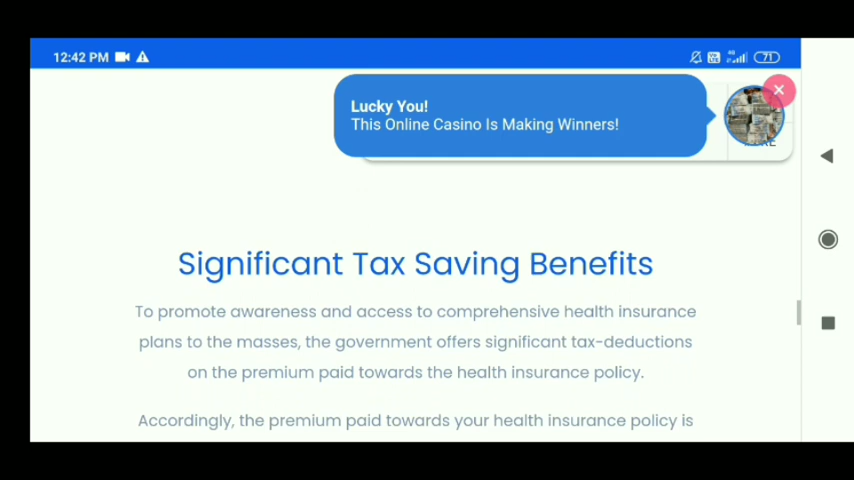 12:42 PM
71
Lucky You!
This Online Casino Is Making Winners!
Significant Tax Saving Benefits
To promote awareness and access to comprehensive health insurance
plans to the masses, the government offers significant tax-deductions
on the premium paid towards the health insurance policy.
Accordingly, the premium paid towards your health insurance policy is